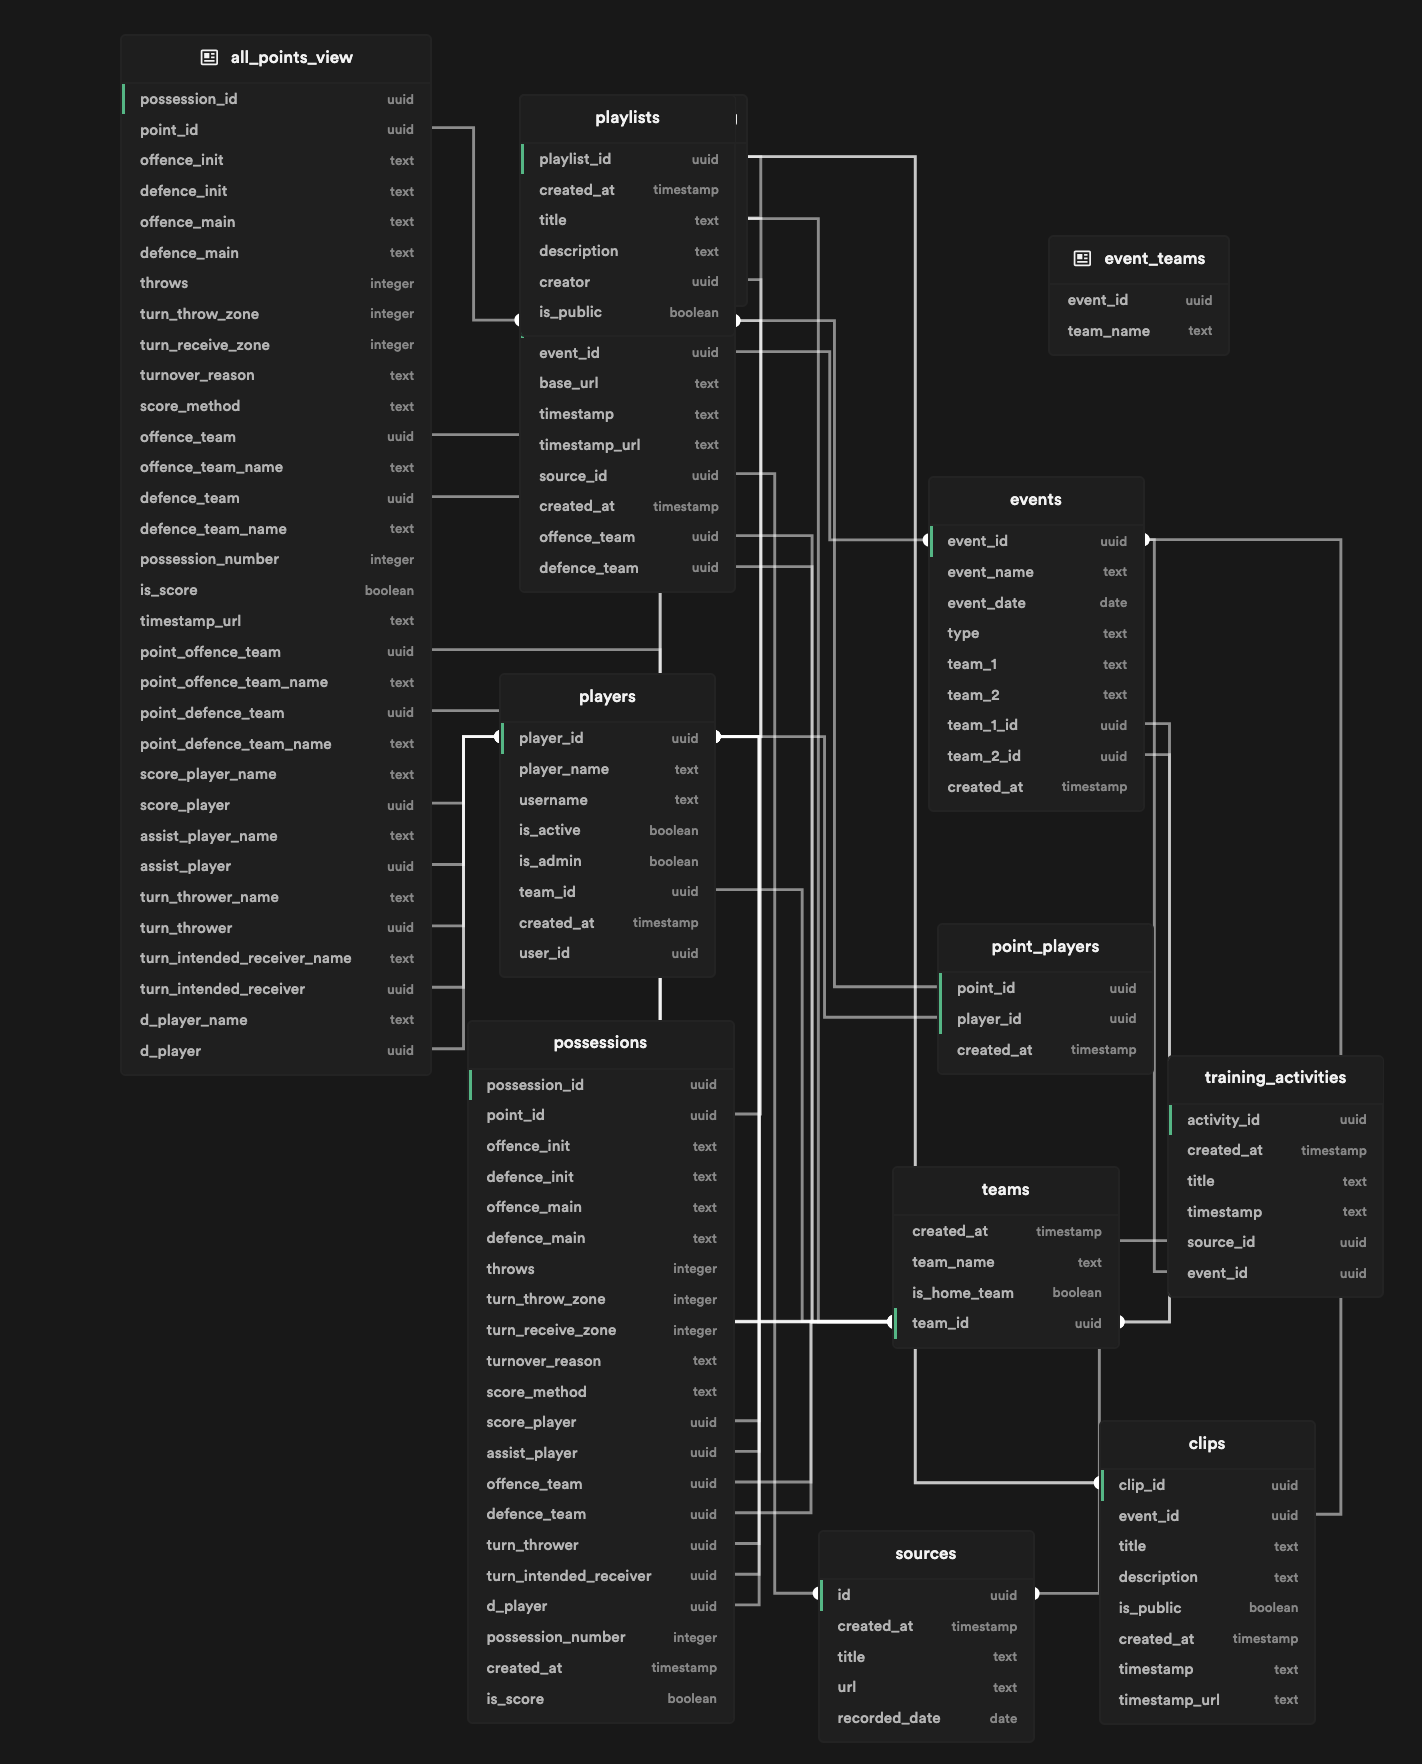 all_points_view
possession_id uuid
point_id uuid
offence_init text
defence_init text
offence_main text
defence_main text
throws integer
turn_throw_zone integer
turn_receive_zone integer
turnover_reason text
score_method text
offence_team uuid
offence_team_name text
defence_team uuid
defence_team_name text
possession_number integer
is_score boolean
timestamp_url text
point_offence_team uuid
point_offence_team_name text
point_defence_team uuid
point_defence_team_name text
score_player_name text
score_player uuid
assist_player_name text
assist_player uuid
turn_thrower_name text
turn_thrower uuid
turn_intended_receiver_name text
turn_intended_receiver uuid
d_player_name text
d_player uuid
playlists
playlist_id uuid
created_at timestamp
title text
description text
creator uuid
is_public boolean
event_id uuid
base_url text
timestamp text
timestamp_url text
source_id uuid
created_at timestamp
offence_team uuid
defence_team uuid
event_teams
event_id uuid
team_name text
events
event_id uuid
event_name text
event_date date
type text
team_1 text
team_2 text
team_1_id uuid
team_2_id uuid
created_at timestamp
players
player_id uuid
player_name text
username text
is_active boolean
is_admin boolean
team_id uuid
created_at timestamp
user_id uuid
point_players
point_id uuid
player_id uuid
created_at timestamp
possessions
possession_id uuid
point_id uuid
offence_init text
defence_init text
offence_main text
defence_main text
throws integer
turn_throw_zone integer
turn_receive_zone integer
turnover_reason text
score_method text
score_player uuid
assist_player uuid
offence_team uuid
defence_team uuid
turn_thrower uuid
turn_intended_receiver uuid
d_player uuid
possession_number integer
created_at timestamp
is_score boolean
training_activities
activity_id uuid
created_at timestamp
title text
timestamp text
source_id uuid
event_id uuid
teams
created_at timestamp
team_name text
is_home_team boolean
team_id uuid
clips
clip_id uuid
event_id uuid
title text
description text
is_public boolean
created_at timestamp
timestamp text
timestamp_url text
sources
id uuid
created_at timestamp
title text
url text
recorded_date date